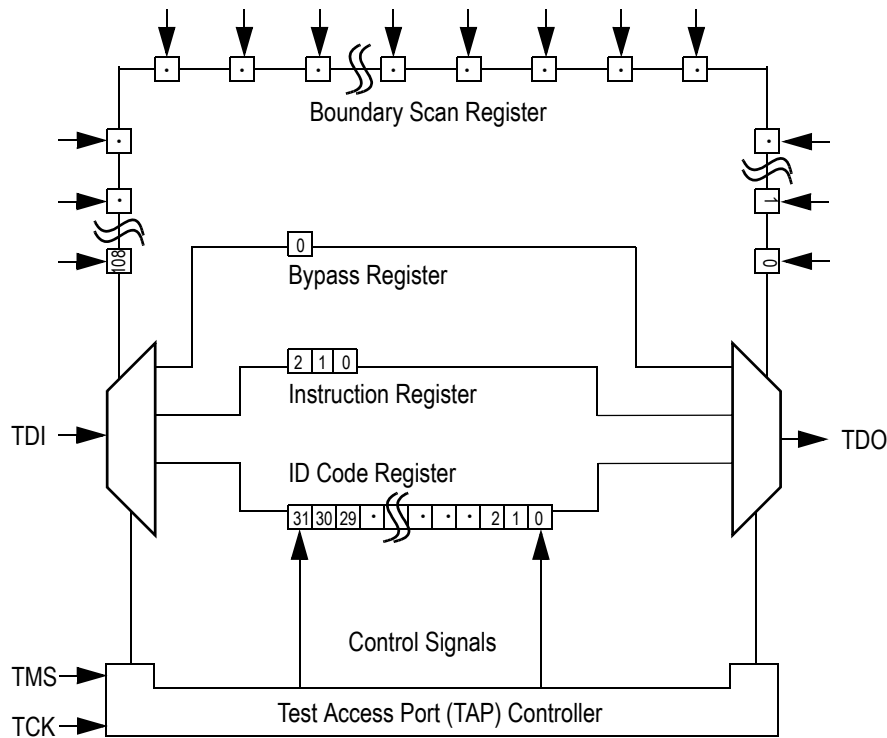 Boundary Scan Register
1
108
0
0
Bypass Register
2 1 0
Instruction Register
TDI
TDO
ID Code Register
31 30 29 · · · · 2 1 0
Control Signals
TMS
Test Access Port (TAP) Controller
TCK